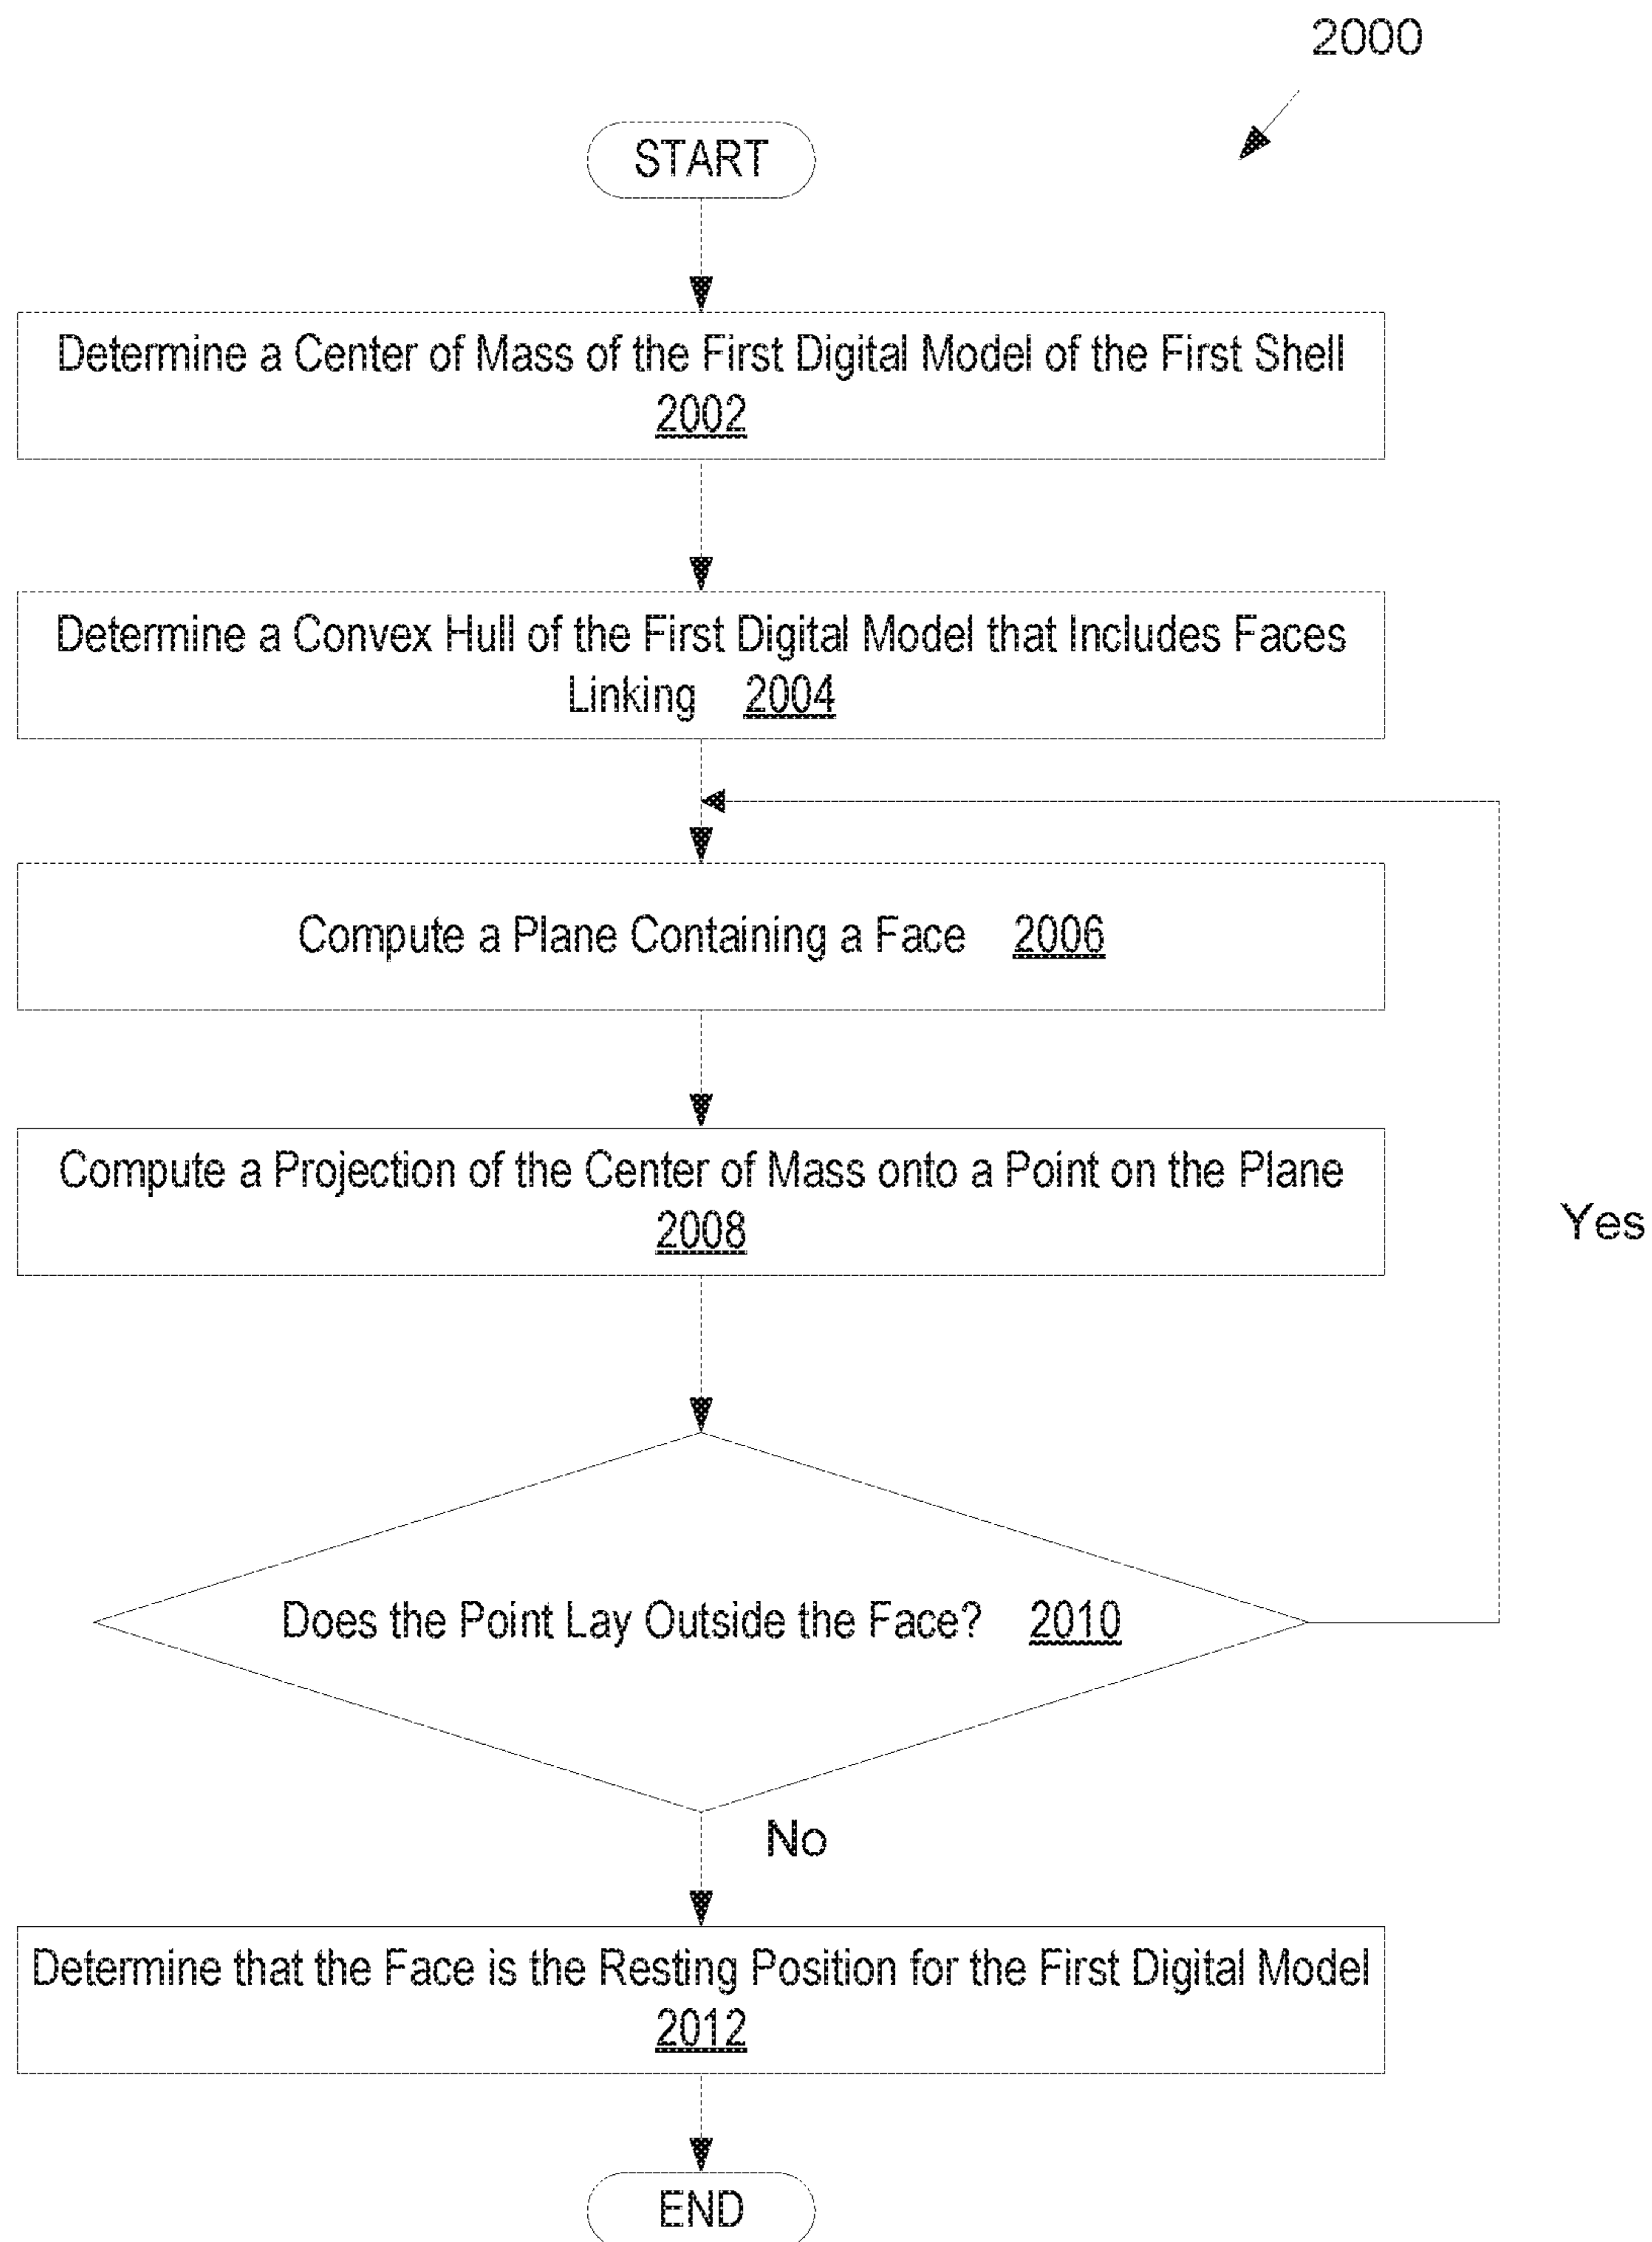 2000
START
Determine a Center of Mass of the First Digital Model of the First Shell
2002
Determine a Convex Hull of the First Digital Model that Includes Faces
Linking 2004
Compute a Plane Containing a Face 2006
Compute a Projection of the Center of Mass onto a Point on the Plane
2008
Yes
Does the Point Lay Outside the Face? 2010
No
Determine that the Face is the Resting Position for the First Digital Model
2012
END